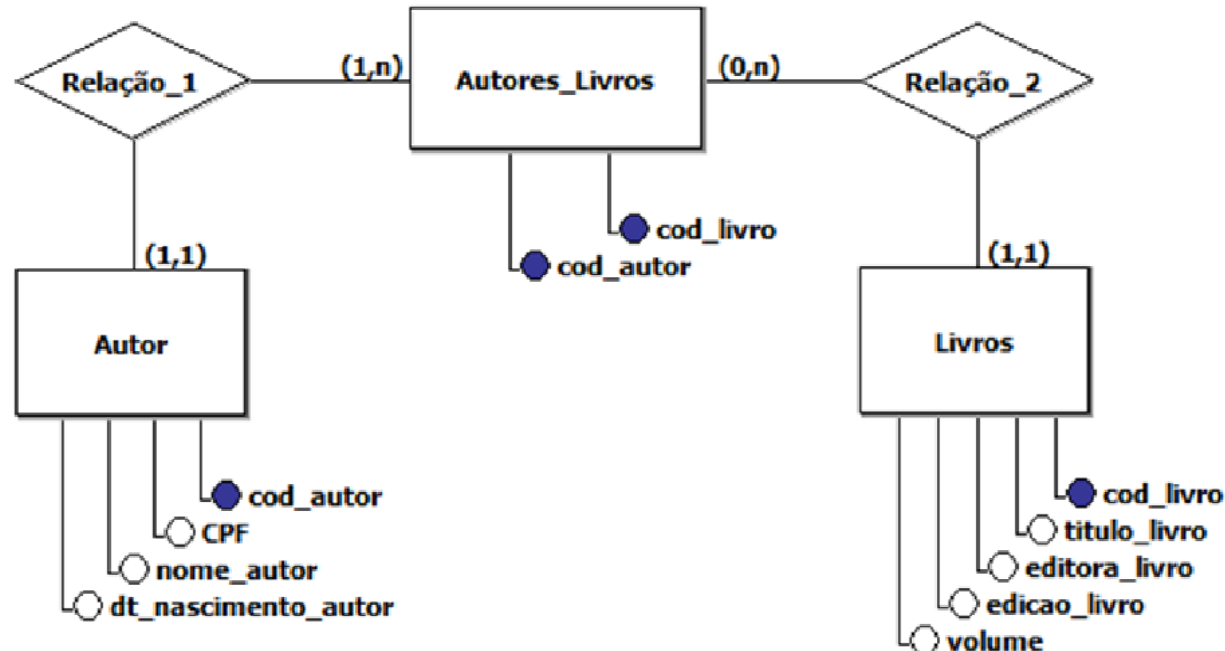 Relação_1
(1,n)
Autores_Livros
(0,n)
Relação_2
cod_livro
cod_autor
(1,1)
Autor
cod_autor
CPF
nome_autor
dt_nascimento_autor
(1,1)
Livros
cod_livro
titulo_livro
editora_livro
edicao_livro
volume